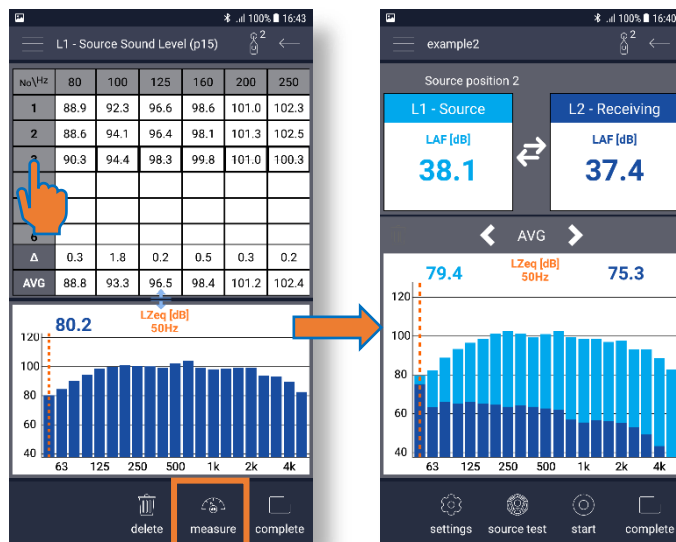 100% 16:43
L1 - Source Sound Level (p15) 2
No\Hz 80 100 125 160 200 250
1 88.9 92.3 96.6 98.6 101.0 102.3
2 88.6 94.1 96.4 98.1 101.3 102.5
3 90.3 94.4 98.3 99.8 101.0 100.3
6
Δ 0.3 1.8 0.2 0.5 0.3 0.2
AVG 88.8 93.3 96.5 98.4 101.2 102.4
80.2
LZeq [dB]
50Hz
120
100
80
60
40
63 125 250 500 1k 2k 4k
delete measure complete
100% 16:40
example2 2
Source position 2
L1 - Source L2 - Receiving
LAF [dB] LAF [dB]
38.1 37.4
AVG
79.4 LZeq [dB] 75.3
50Hz
120
100
80
60
40
63 125 250 500 1k 2k 4k
settings source test start complete